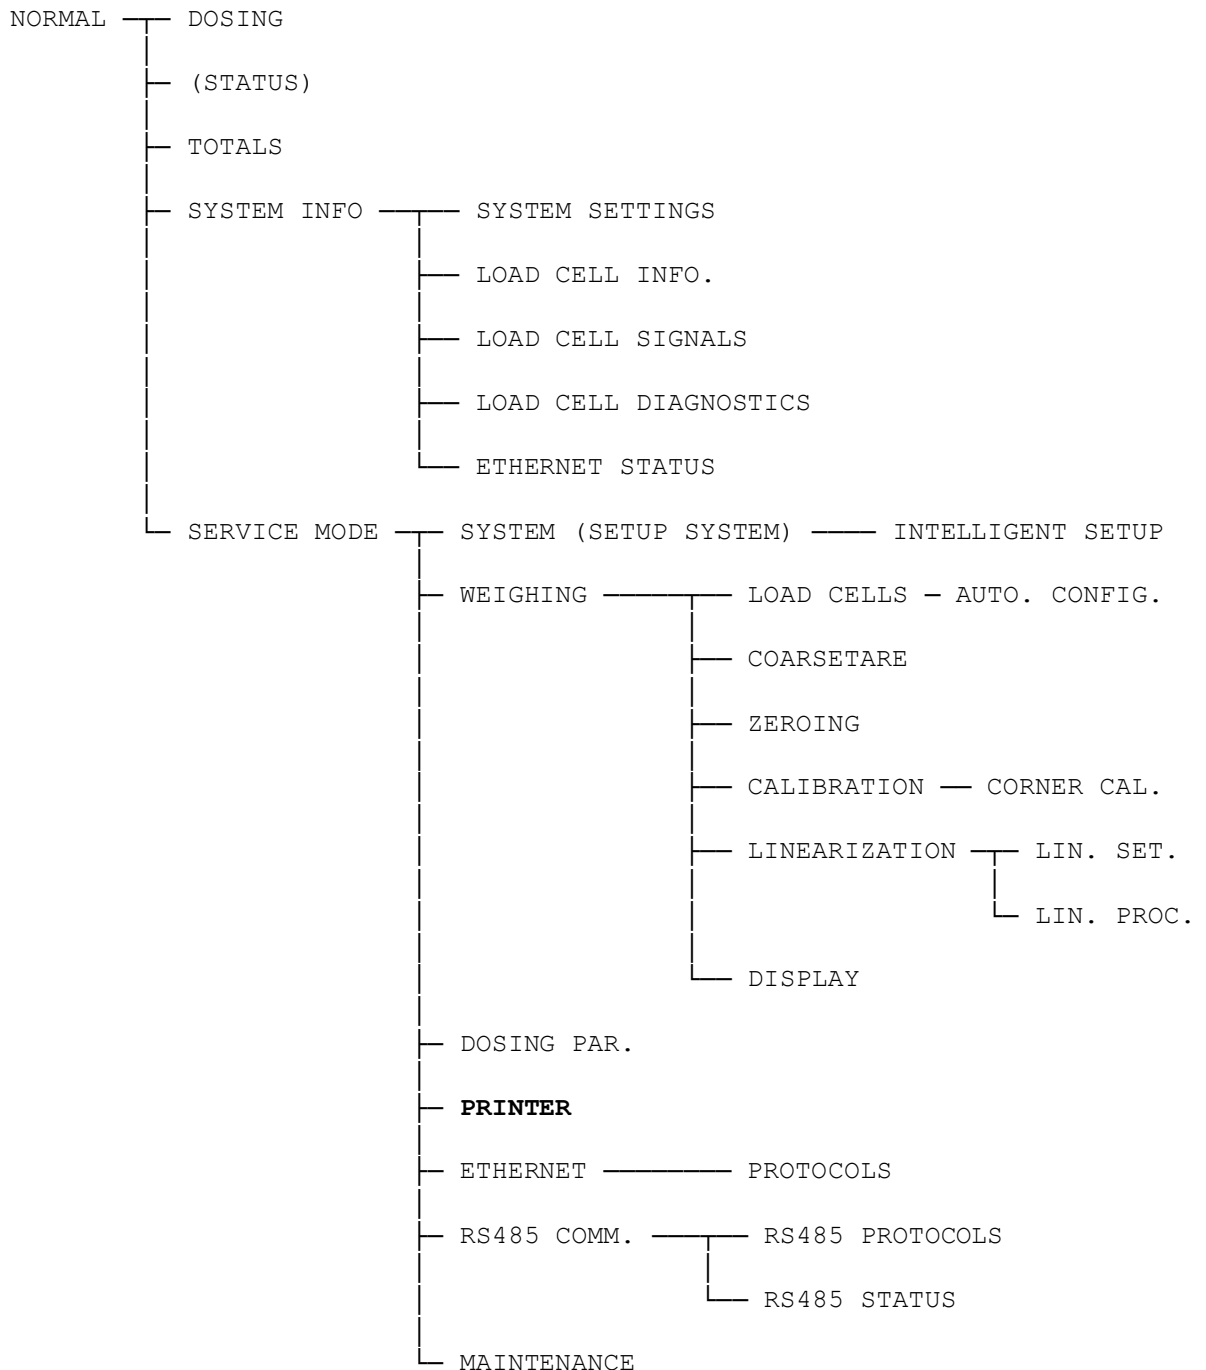 NORMAL DOSING
(STATUS)
TOTALS
SYSTEM INFO SYSTEM SETTINGS
LOAD CELL INFO.
LOAD CELL SIGNALS
LOAD CELL DIAGNOSTICS
ETHERNET STATUS
SERVICE MODE SYSTEM (SETUP SYSTEM) INTELLIGENT SETUP
WEIGHING LOAD CELLS AUTO. CONFIG.
COARSETARE
ZEROING
CALIBRATION CORNER CAL.
LINEARIZATION LIN. SET.
LIN. PROC.
DISPLAY
DOSING PAR.
PRINTER
ETHERNET PROTOCOLS
RS485 COMM. RS485 PROTOCOLS
RS485 STATUS
MAINTENANCE